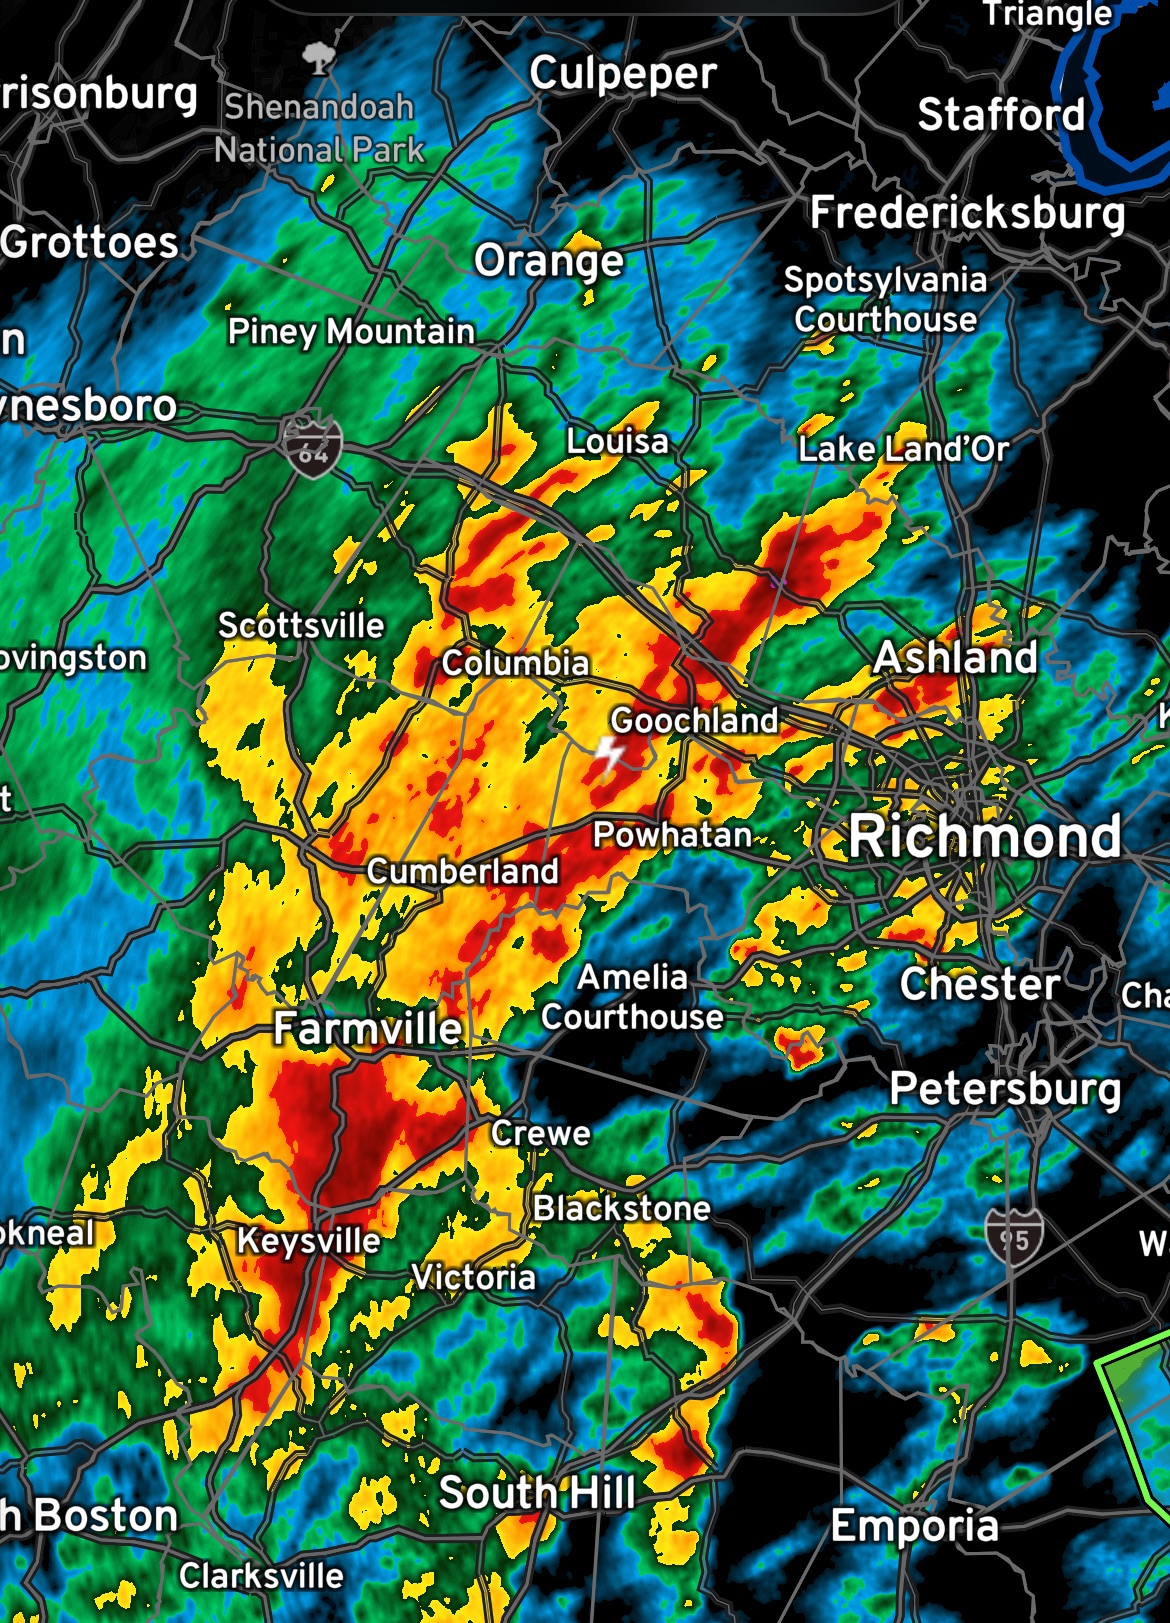 Triangle
Culpeper
risonburg
Shenandoah
National Park
Stafford
Fredericksburg
Grottoes
Orange
Spotsylvania
Courthouse
Piney Mountain
n
ynesboro
64
Louisa
Lake Land'Or
Scottsville
ovingston
Columbia
Ashland
Goochland
K
t
Powhatan
Richmond
Cumberland
Amelia
Courthouse
Chester
Cha
Farmville
Petersburg
Crewe
Blackstone
okneal
Keysville
95
W
Victoria
South Hill
h Boston
Emporia
Clarksville